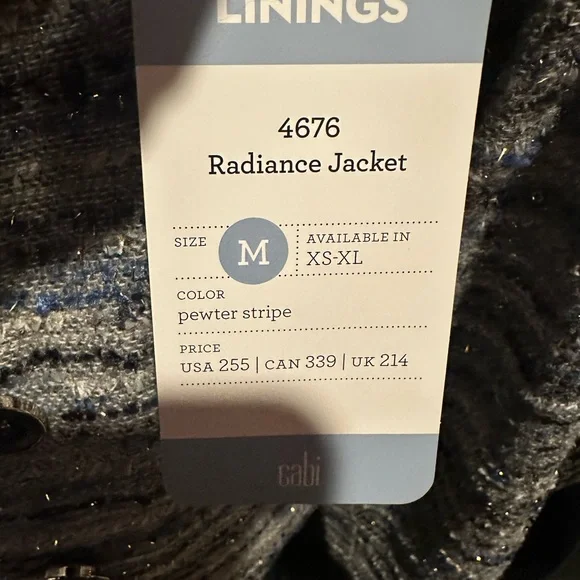 LININGS
4676
Radiance Jacket
SIZE M AVAILABLE IN
XS-XL
COLOR
pewter stripe
PRICE
USA 255 | CAN 339 | UK 214
cabi